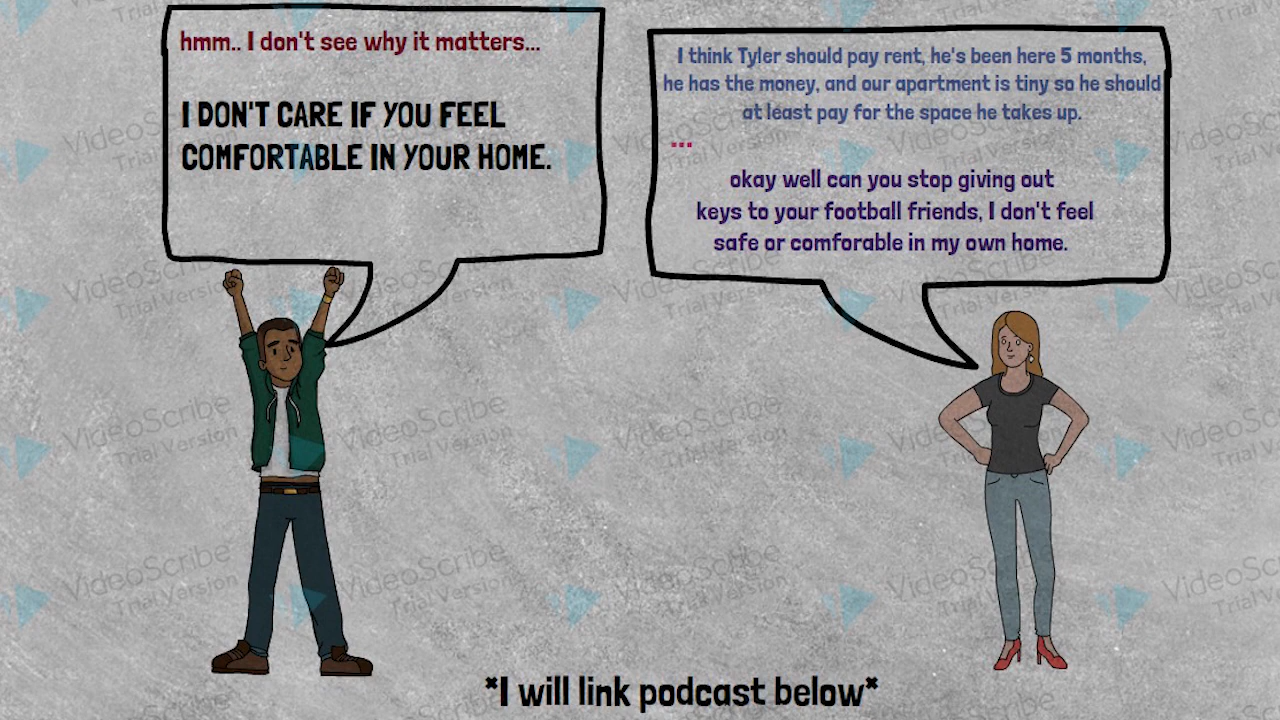 hmm.. I don't see why it matters...
I DON'T CARE IF YOU FEEL
COMFORTABLE IN YOUR HOME.
I think Tyler should pay rent, he's been here 5 months,
he has the money, and our apartment is tiny so he should
at least pay for the space he takes up.
...
okay well can you stop giving out
keys to your football friends, I don't feel
safe or comforable in my own home.
*I will link podcast below*
VideoScribe
Trial Version